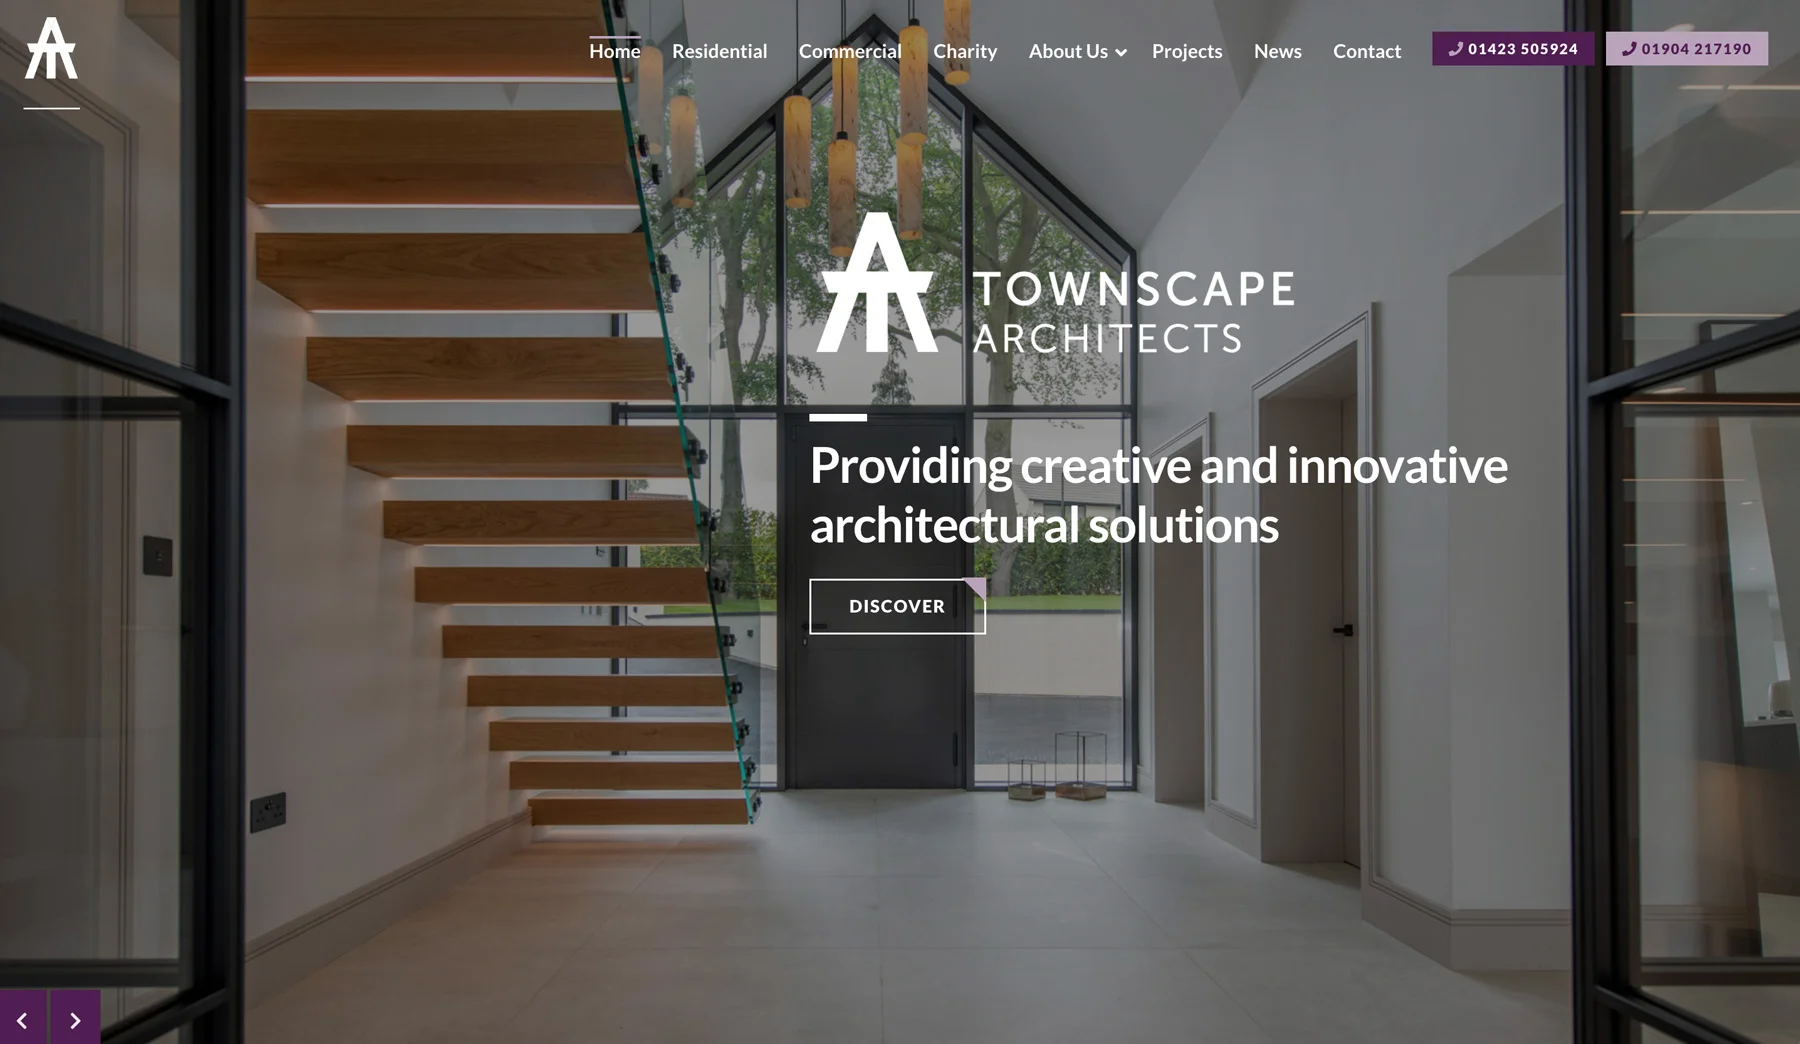 Home Residential Commercial Charity About Us Projects News Contact 01423 505924 01904 217190
TOWNSCAPE
ARCHITECTS
Providing creative and innovative
architectural solutions
DISCOVER